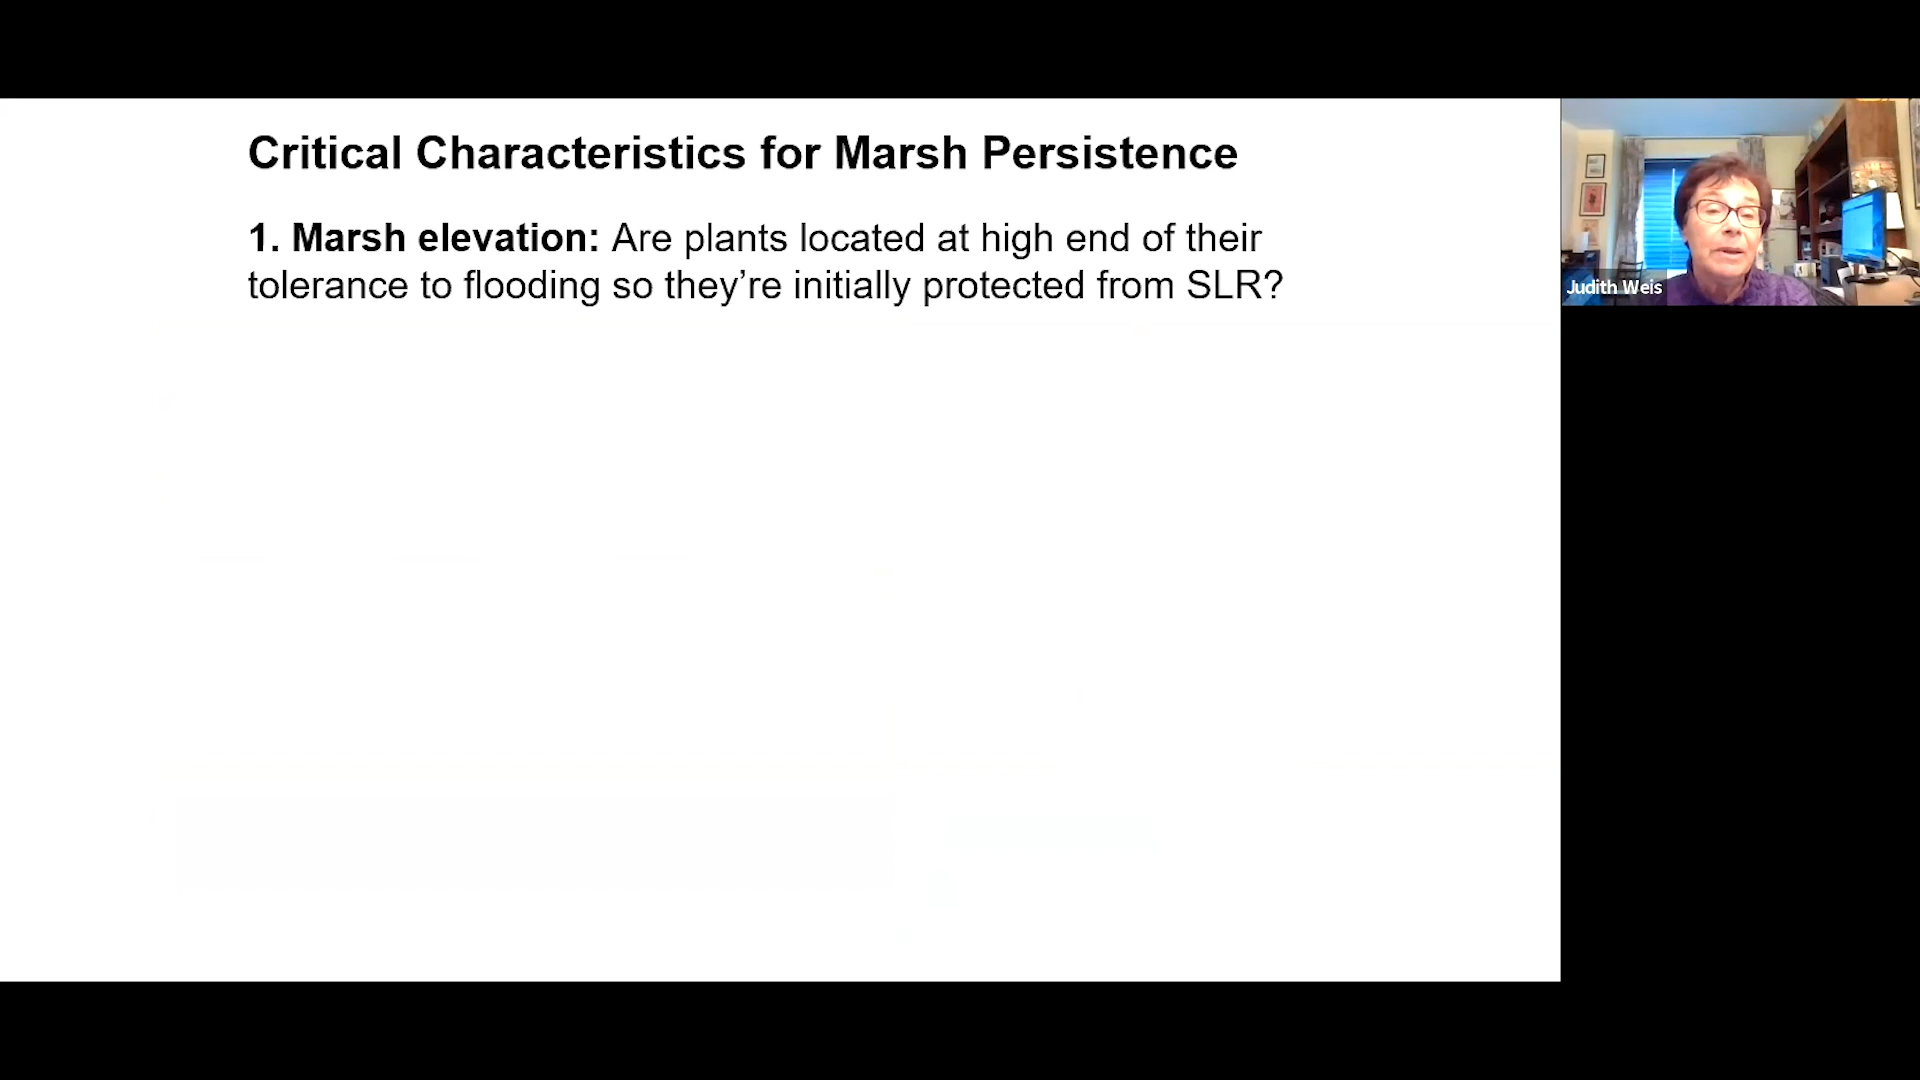 Critical Characteristics for Marsh Persistence
1. Marsh elevation: Are plants located at high end of their
tolerance to flooding so they’re initially protected from SLR?
Judith Weis